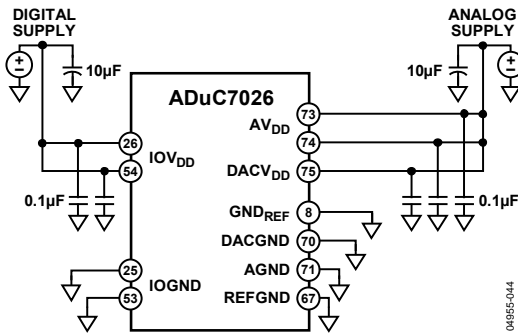 DIGITAL
SUPPLY
ANALOG
SUPPLY
10µF
10µF
ADuC7026
73
AVDD
26
74
IOVDD
54
DACVDD
75
0.1µF
0.1µF
GNDREF
8
DACGND
70
25
AGND
71
IOGND
53
REFGND
67
04955-044